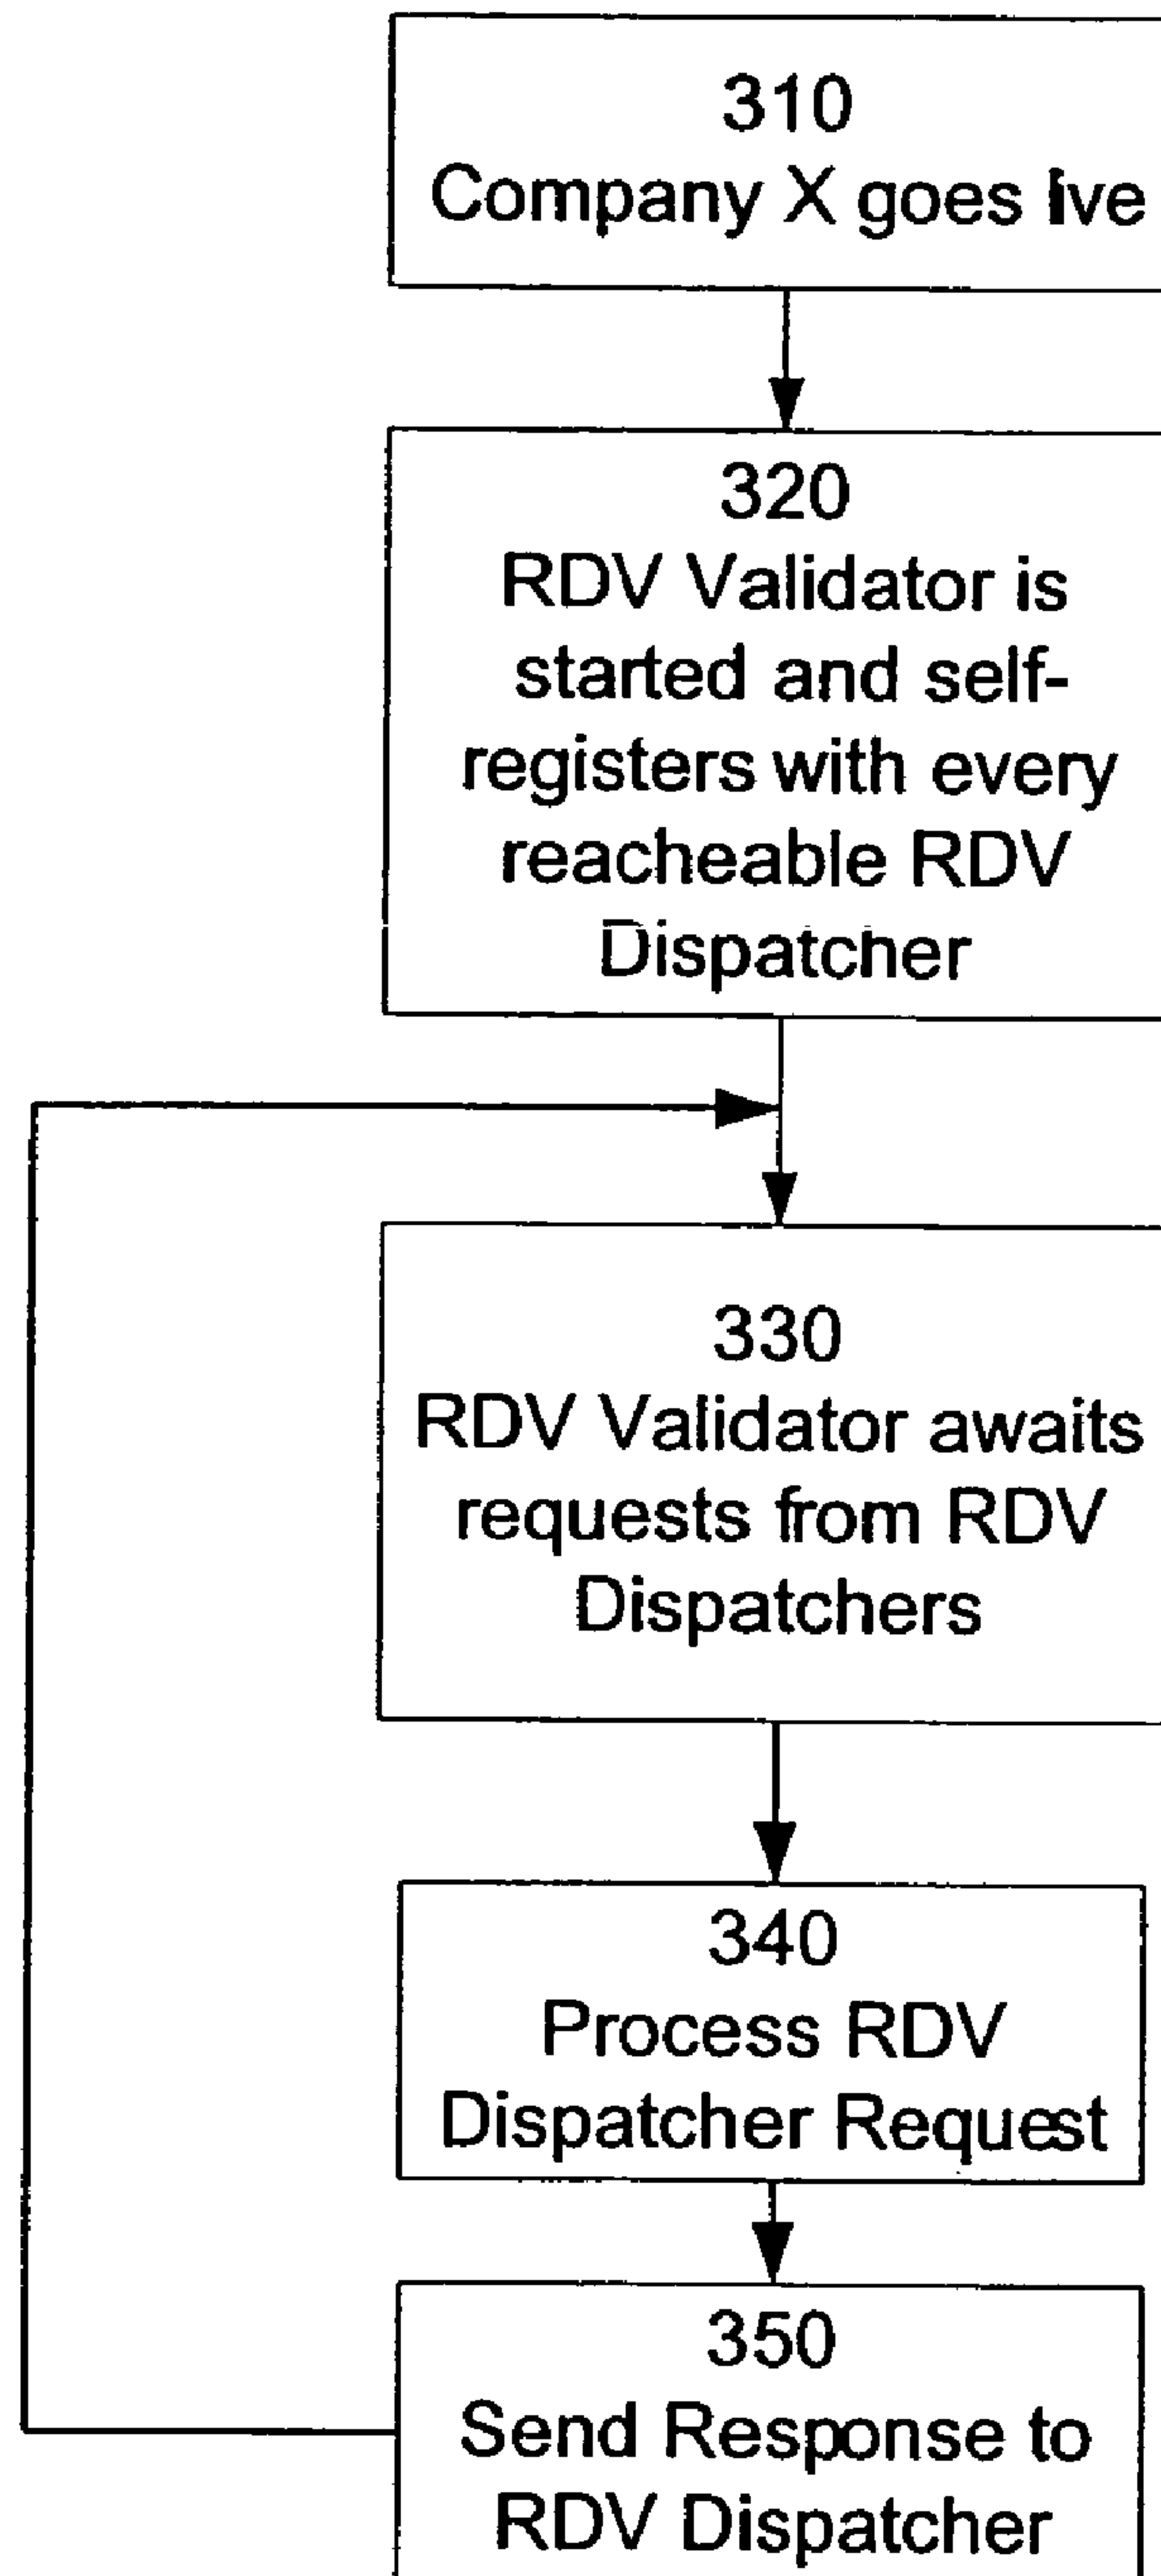 310
Company X goes live
320
RDV Validator is
started and self-
registers with every
reacheable RDV
Dispatcher
330
RDV Validator awaits
requests from RDV
Dispatchers
340
Process RDV
Dispatcher Request
350
Send Response to
RDV Dispatcher